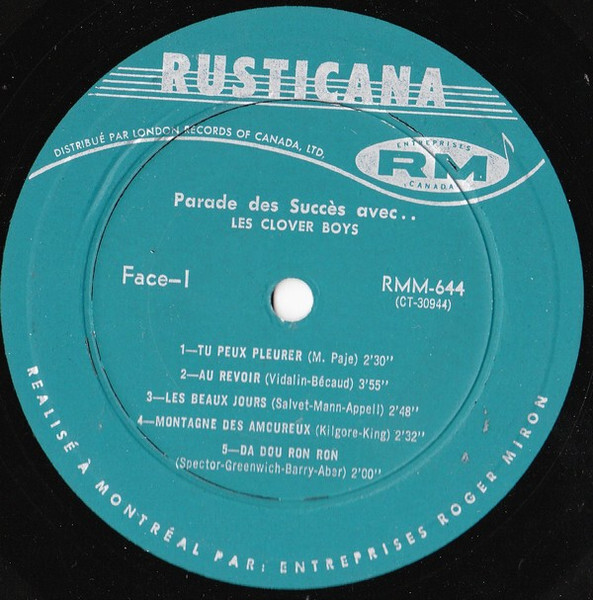 RUSTICANA
DISTRIBUÉ PAR LONDON RECORDS OF CANADA, LTD.
ENTREPRISES
RM
CANADA
Parade des Succès avec..
LES CLOVER BOYS
Face-1
RMM-644
(CT-30944)
1—TU PEUX PLEURER (M. Paje) 2'30"
2—AU REVOIR (Vidalin-Bécaud) 3'55"
3—LES BEAUX JOURS (Salvet-Mann-Appell) 2'48"
4—MONTAGNE DES AMCUREUX (Kilgore-King) 2'32"
5—DA DOU RON RON
(Spector-Greenwich-Barry-Aber) 2'00"
REALISÉ À MONTRÉAL PAR: ENTREPRISES ROGER MIRON